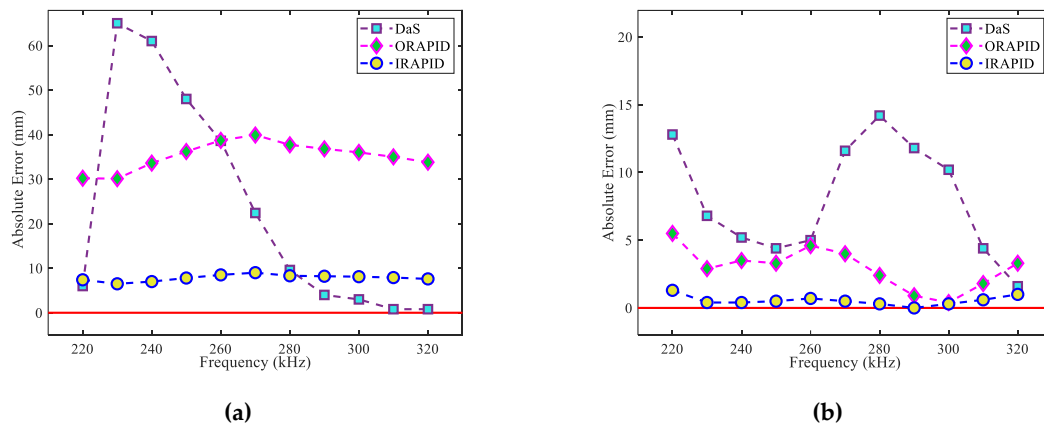 DaS
ORAPID
IRAPID
Absolute Error (mm)
60
50
40
30
20
10
0
220 240 260 280 300 320
Frequency (kHz)
(a)
DaS
ORAPID
IRAPID
Absolute Error (mm)
20
15
10
5
0
220 240 260 280 300 320
Frequency (kHz)
(b)